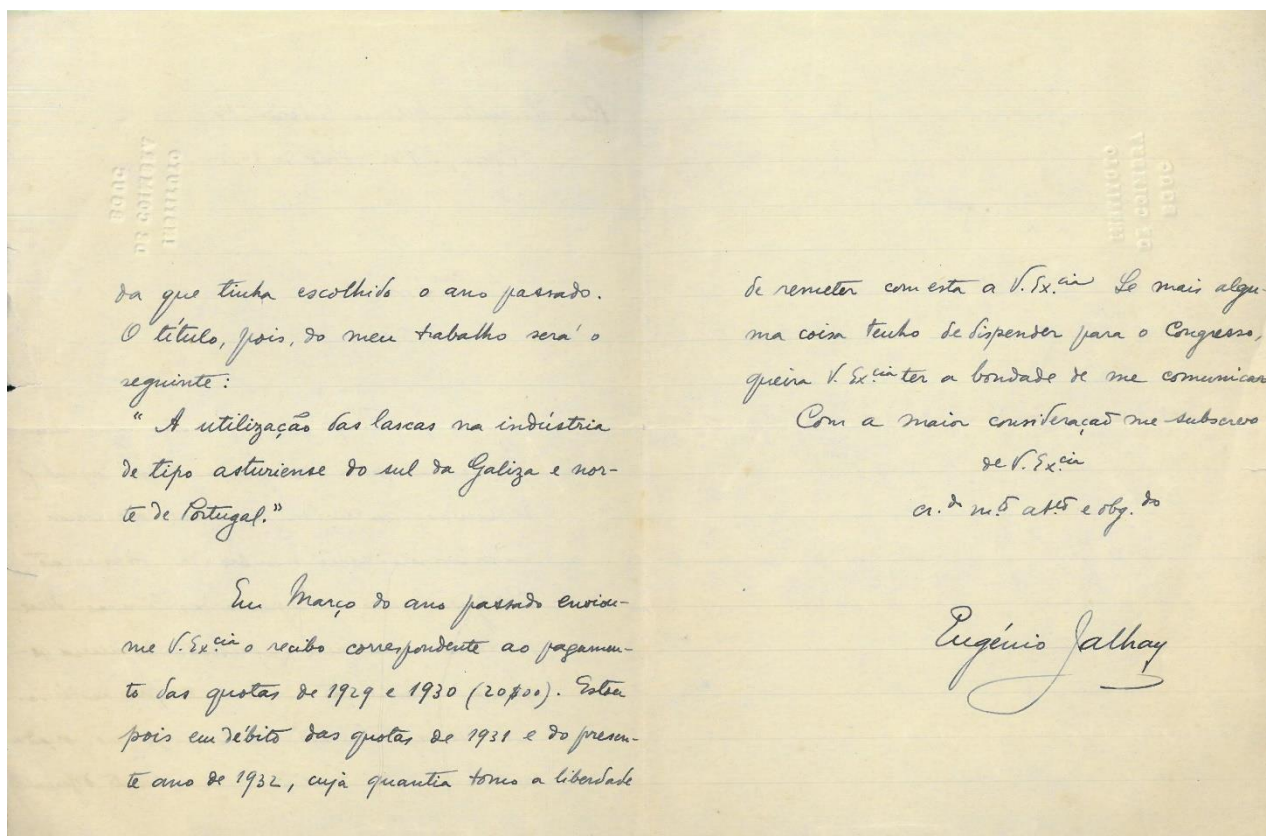 da que tinha escolhido o ano passado.
O título, pois, do meu trabalho será o
seguinte:
"A utilização das lascas na indústria
de tipo asturiense do sul da Galiza e nor-
te de Portugal."
Em Março do ano passado enviou-
me V. Ex.cia o recibo correspondente ao pagamen-
to das quotas de 1929 e 1930 (20$00). Estou
pois em débito das quotas de 1931 e do presen-
te ano de 1932, cuja quantia tomo a liberdade
INSTITUTO
DE COIMBRA
de remeter com esta a V. Ex.cia Se mais algu-
ma coisa tenho de dispender para o Congresso,
queira V. Ex.cia ter a bondade de me comunicar
Com a maior consideração me subscrevo
de V. Ex.cia
cr.do m.to at.to e obg.do
Eugénio Jalhay